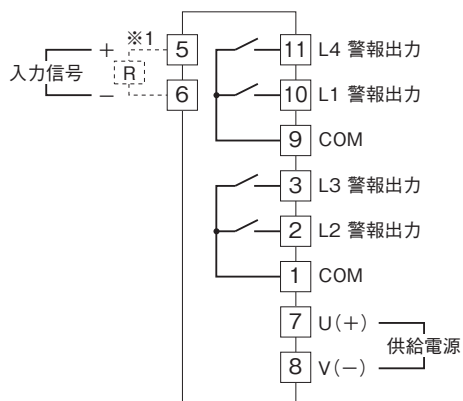 ※1
入力信号
+
−
R
5
6
11 L4 警報出力
10 L1 警報出力
9 COM
3 L3 警報出力
2 L2 警報出力
1 COM
7 U(+)
8 V(−)
供給電源